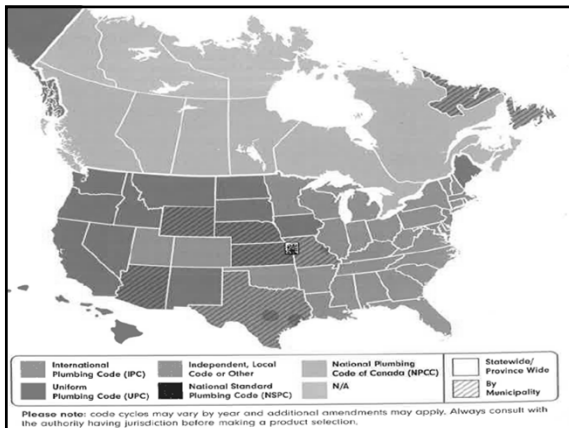 International
Plumbing Code (IPC)
Independent, Local
Code or Other
National Plumbing
Code of Canada (NPCC)
Statewide/
Province Wide
Uniform
Plumbing Code (UPC)
National Standard
Plumbing Code (NSPC)
N/A
By
Municipality
Please note: code cycles may vary by year and additional amendments may apply. Always consult with
the authority having jurisdiction before making a product selection.